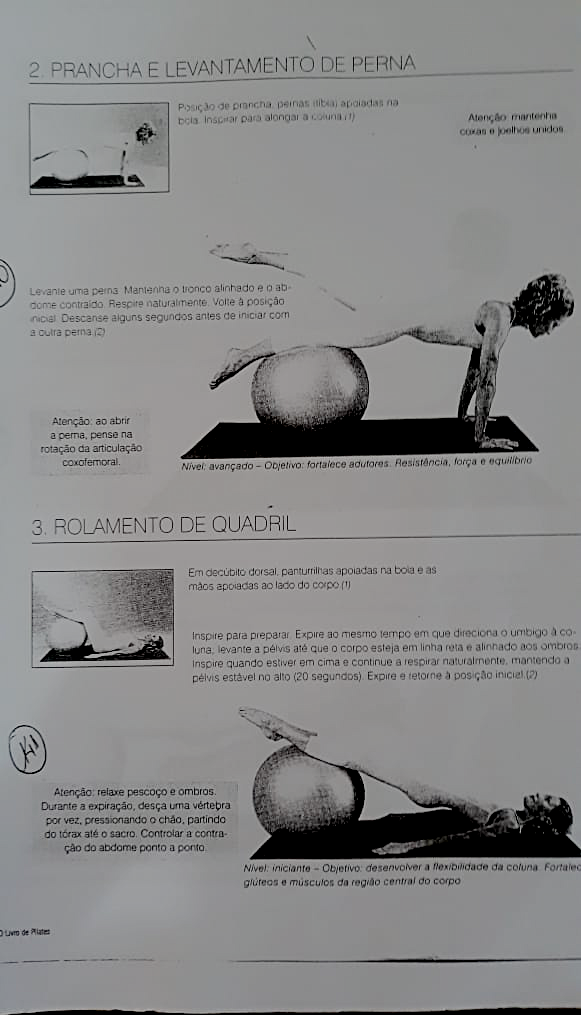 2. PRANCHA E LEVANTAMENTO DE PERNA
Posição de prancha, pernas (tíbia) apoiadas na
bola. Inspirar para alongar a coluna.(1)
Atenção: mantenha
coxas e joelhos unidos.
Levante uma perna. Mantenha o tronco alinhado e o ab-
dome contraído. Respire naturalmente. Volte à posição
inicial. Descanse alguns segundos antes de iniciar com
a outra perna.(2)
Atenção: ao abrir
a perna, pense na
rotação da articulação
coxofemoral.
Nível: avançado – Objetivo: fortalece adutores. Resistência, força e equilíbrio
3. ROLAMENTO DE QUADRIL
Em decúbito dorsal, panturrilhas apoiadas na bola e as
mãos apoiadas ao lado do corpo.(1)
Inspire para preparar. Expire ao mesmo tempo em que direciona o umbigo à co-
luna, levante a pélvis até que o corpo esteja em linha reta e alinhado aos ombros.
Inspire quando estiver em cima e continue a respirar naturalmente, mantendo a
pélvis estável no alto (20 segundos). Expire e retorne à posição inicial.(2)
Atenção: relaxe pescoço e ombros.
Durante a expiração, desça uma vértebra
por vez, pressionando o chão, partindo
do tórax até o sacro. Controlar a contra-
ção do abdome ponto a ponto.
Nível: iniciante – Objetivo: desenvolver a flexibilidade da coluna. Fortalec
glúteos e músculos da região central do corpo
O Livro de Pilates